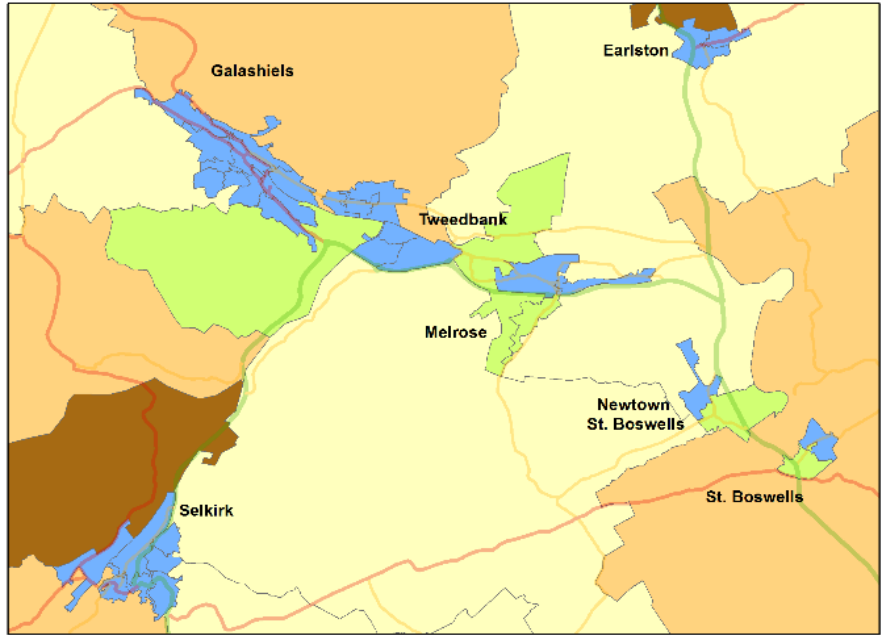 Earlston
Galashiels
Tweedbank
Melrose
Newtown
St. Boswells
St. Boswells
Selkirk